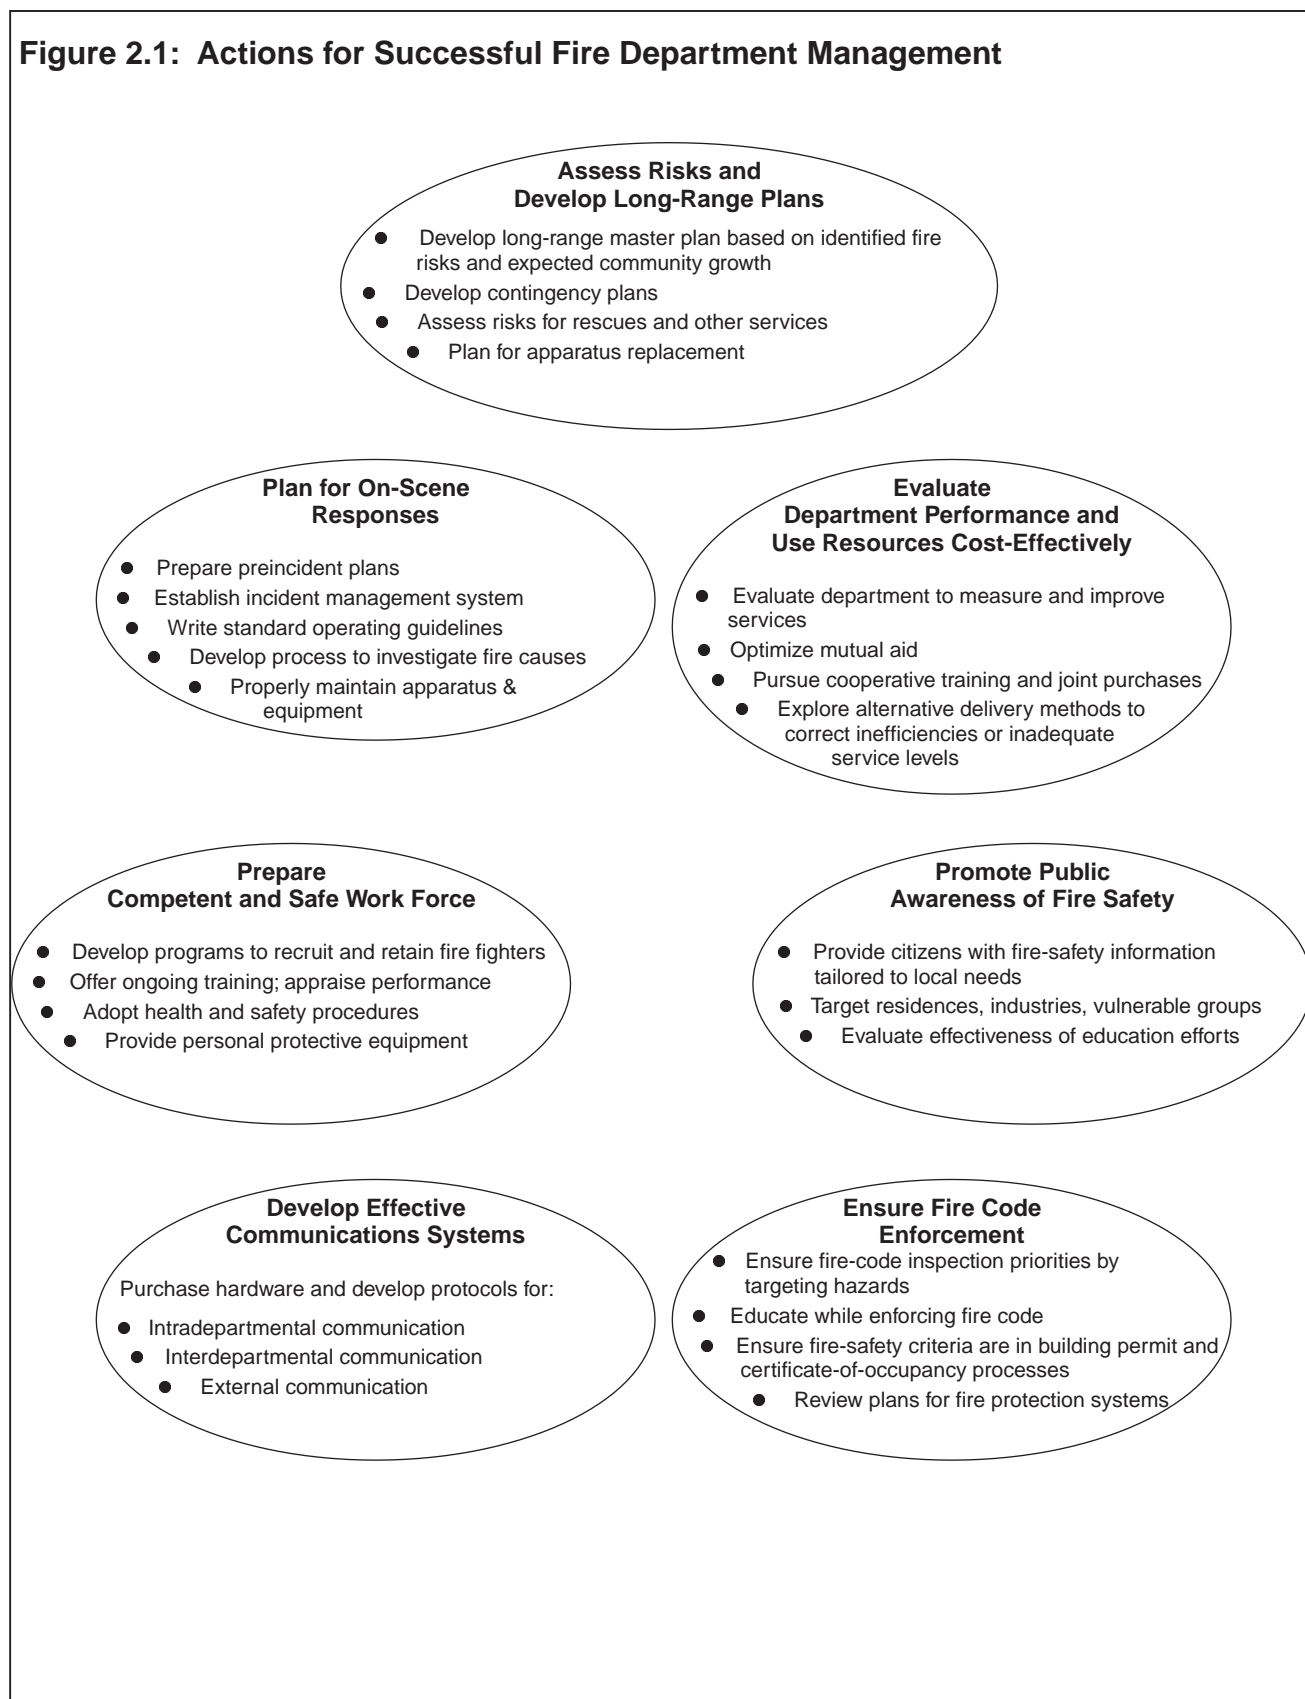 Figure 2.1: Actions for Successful Fire Department Management
Assess Risks and
Develop Long-Range Plans
● Develop long-range master plan based on identified fire
risks and expected community growth
● Develop contingency plans
● Assess risks for rescues and other services
● Plan for apparatus replacement
Plan for On-Scene
Responses
● Prepare preincident plans
● Establish incident management system
● Write standard operating guidelines
● Develop process to investigate fire causes
● Properly maintain apparatus &
equipment
Evaluate
Department Performance and
Use Resources Cost-Effectively
● Evaluate department to measure and improve
services
● Optimize mutual aid
● Pursue cooperative training and joint purchases
● Explore alternative delivery methods to
correct inefficiencies or inadequate
service levels
Prepare
Competent and Safe Work Force
● Develop programs to recruit and retain fire fighters
● Offer ongoing training; appraise performance
● Adopt health and safety procedures
● Provide personal protective equipment
Promote Public
Awareness of Fire Safety
● Provide citizens with fire-safety information
tailored to local needs
● Target residences, industries, vulnerable groups
● Evaluate effectiveness of education efforts
Develop Effective
Communications Systems
Purchase hardware and develop protocols for:
● Intradepartmental communication
● Interdepartmental communication
● External communication
Ensure Fire Code
Enforcement
● Ensure fire-code inspection priorities by
targeting hazards
● Educate while enforcing fire code
● Ensure fire-safety criteria are in building permit and
certificate-of-occupancy processes
● Review plans for fire protection systems